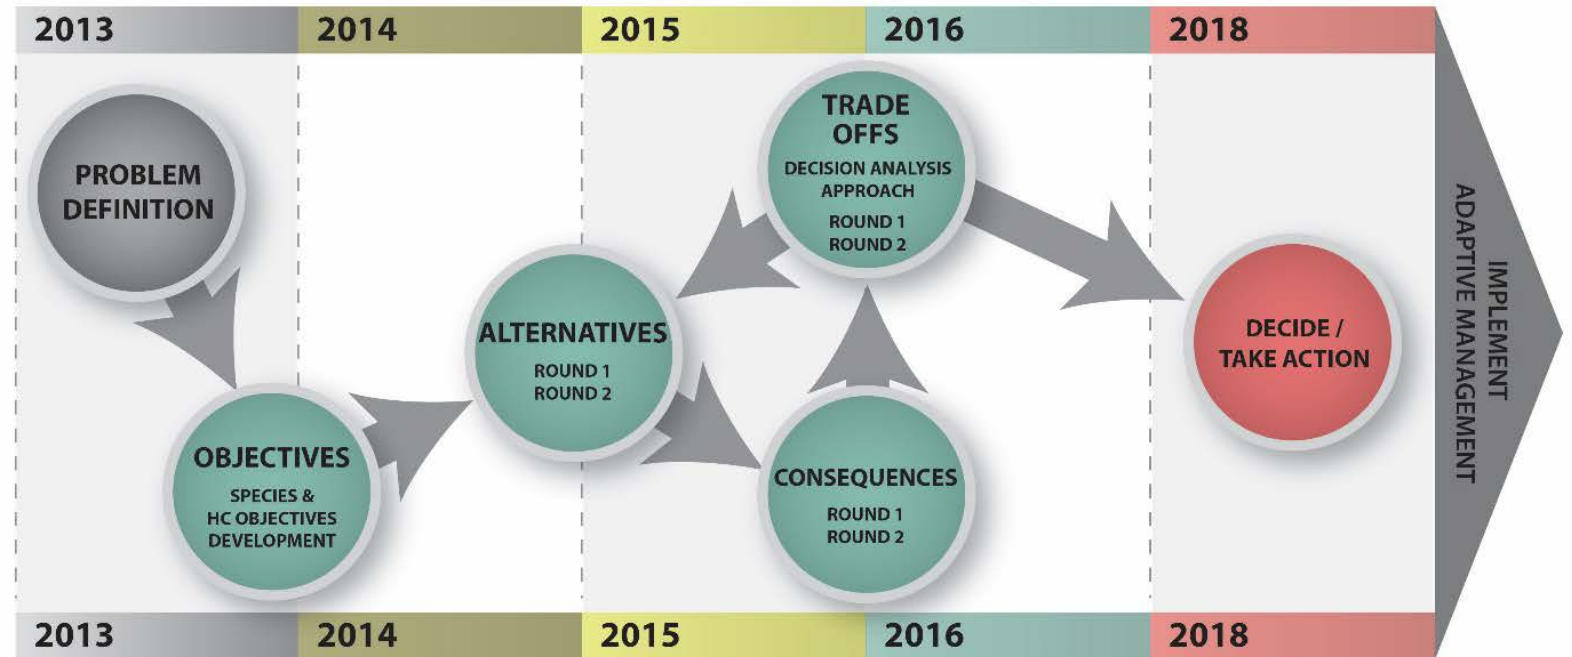 2013
2014
2015
2016
2018
PROBLEM
DEFINITION
OBJECTIVES
SPECIES &
HC OBJECTIVES
DEVELOPMENT
ALTERNATIVES
ROUND 1
ROUND 2
TRADE
OFFS
DECISION ANALYSIS
APPROACH
ROUND 1
ROUND 2
CONSEQUENCES
ROUND 1
ROUND 2
DECIDE /
TAKE ACTION
IMPLEMENT
ADAPTIVE MANAGEMENT
2013
2014
2015
2016
2018